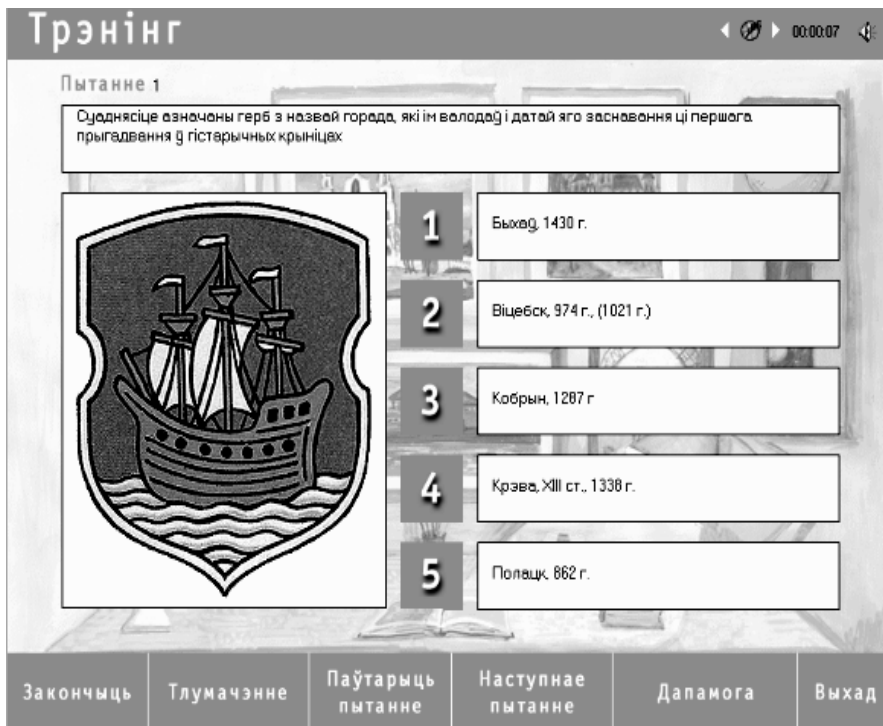 Трэнінг
00:00:07
Пытанне 1
Суаднясіце азначаны герб з назвай горада, які ім валодаў і датай яго заснавання ці першага
прыгадвання ў гістарычных крыніцах
1 Быхаў, 1430 г.
2 Віцебск, 974 г., (1021 г.)
3 Кобрын, 1287 г
4 Крэва, XIII ст., 1338 г.
5 Полацк, 862 г.
Закончыць
Тлумачэнне
Паўтарыць
пытанне
Наступнае
пытанне
Дапамога
Выхад